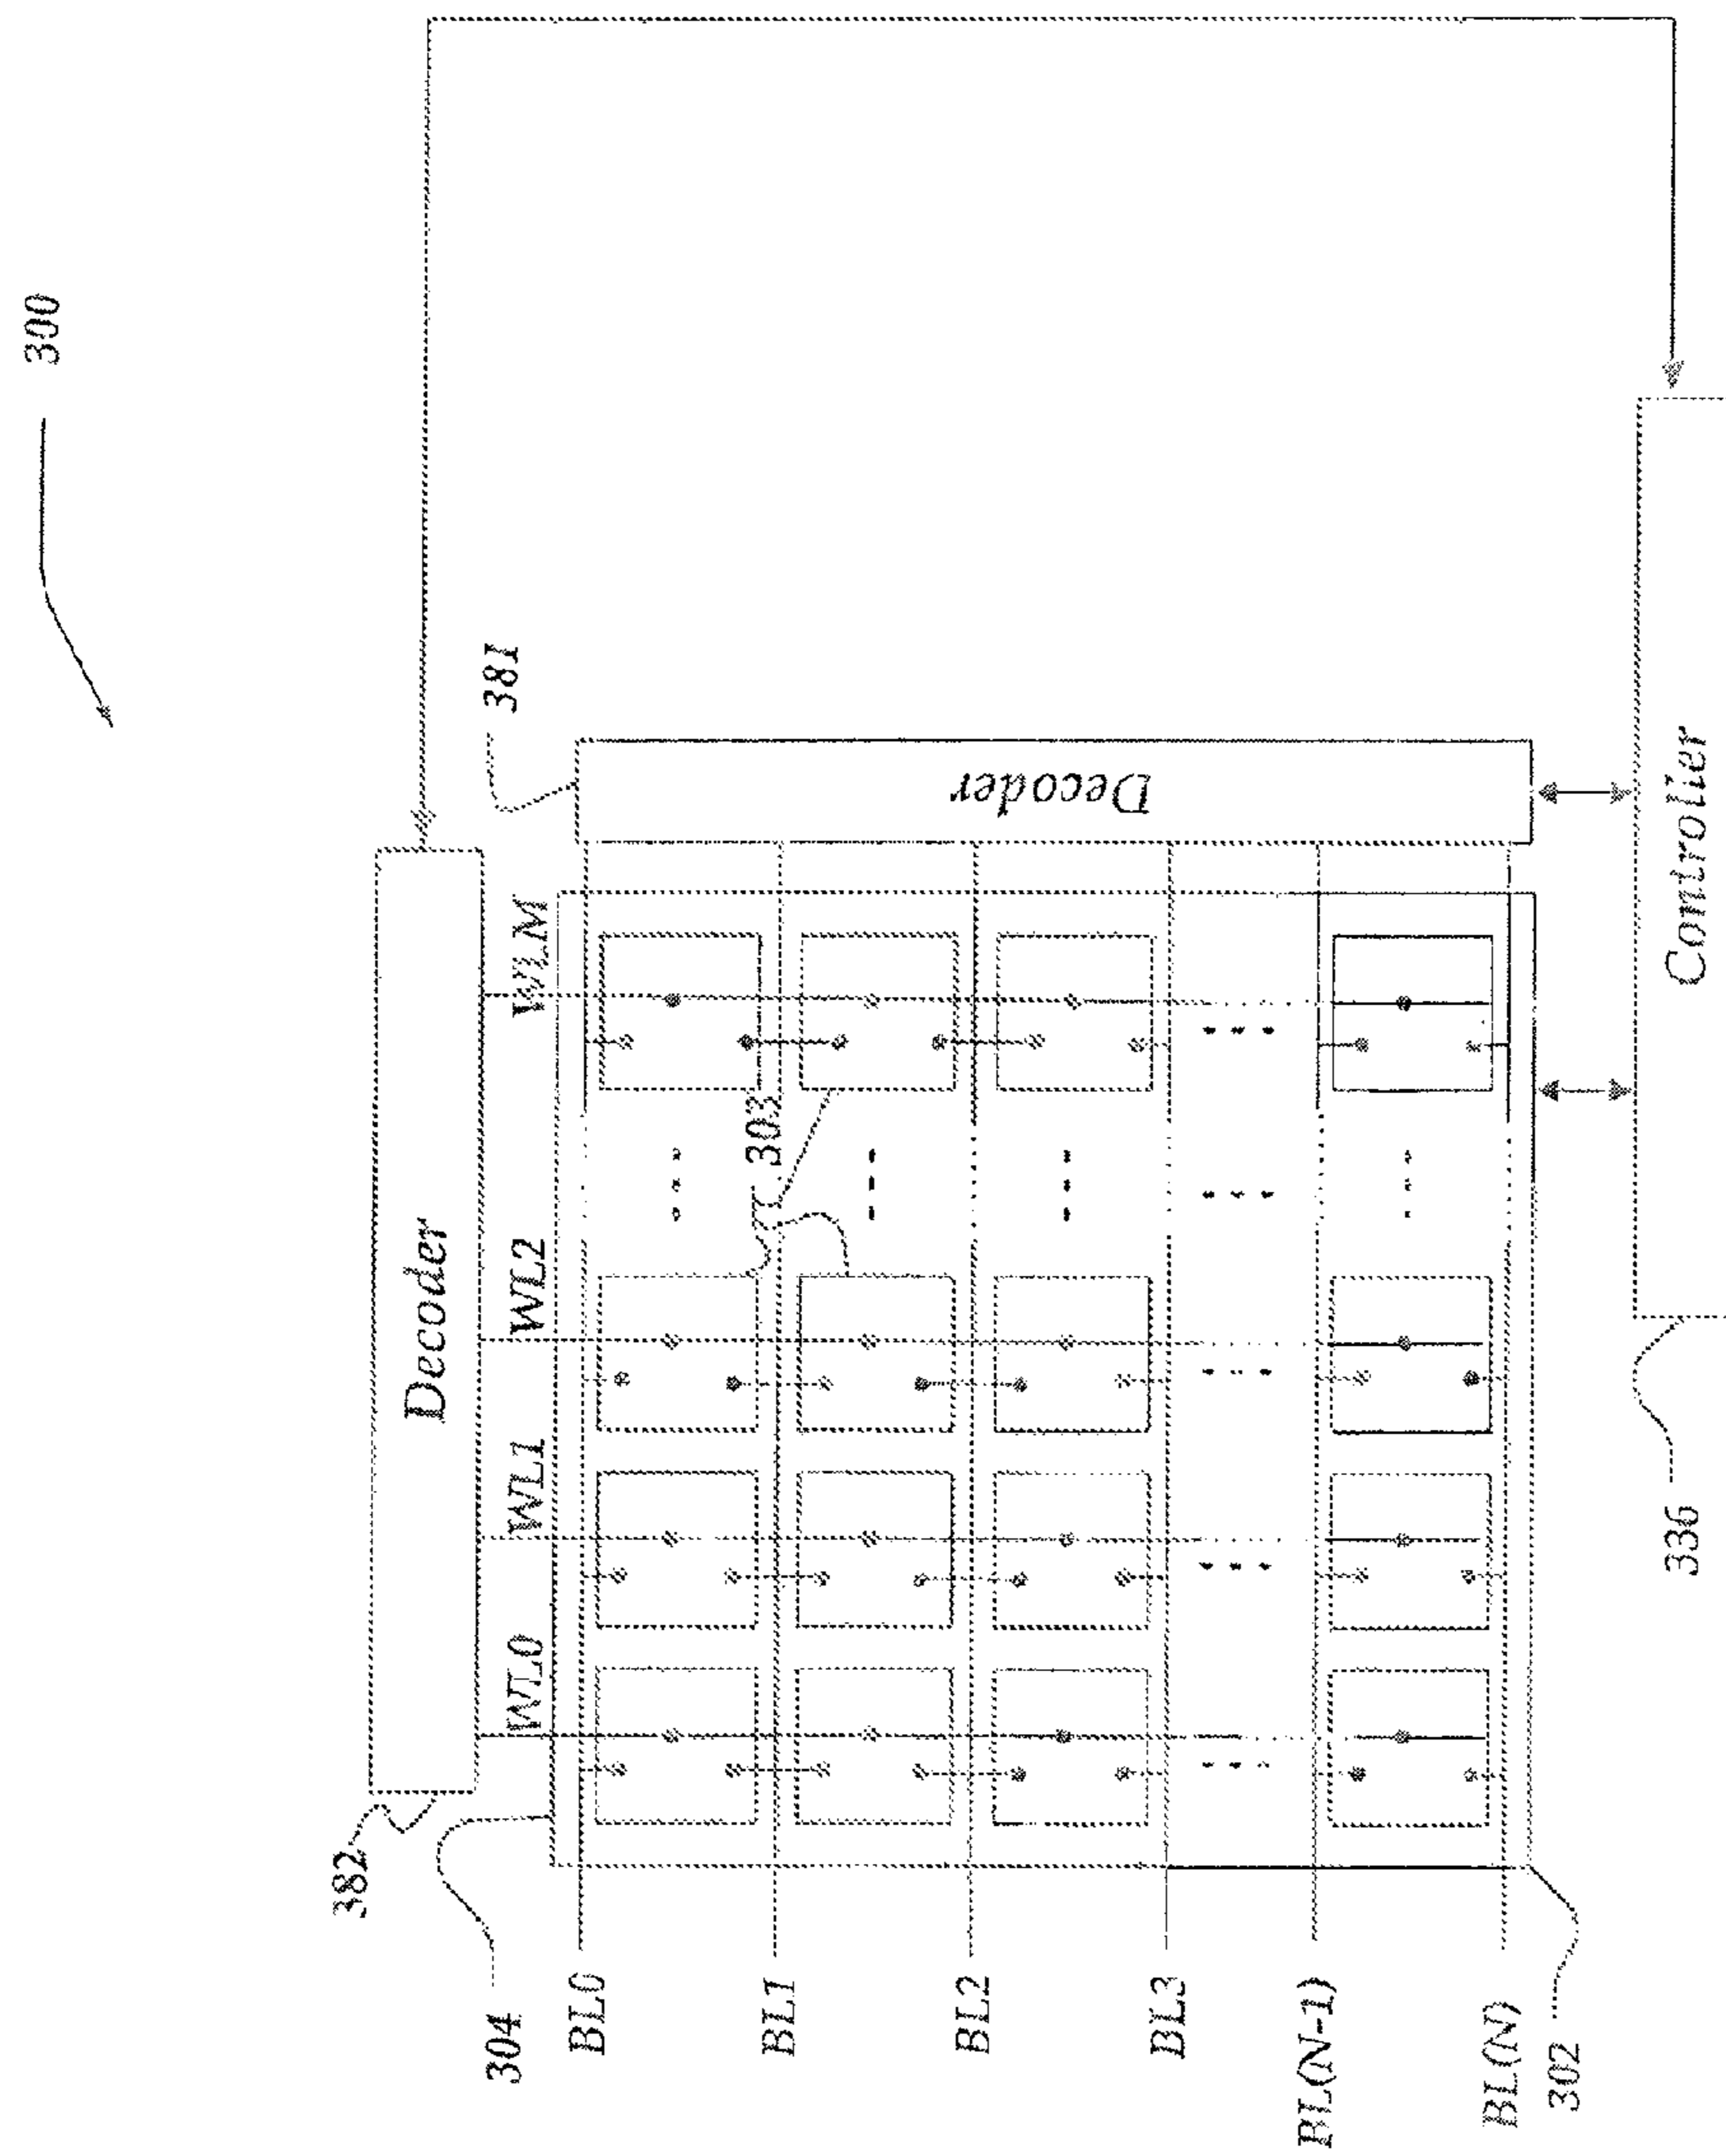 300
382
Decoder
381
304
WL0
WL1
WL2
WLM
BL0
BL1
BL2
BL3
BL(N-1)
BL(N)
303
Decoder
302
336
Controller